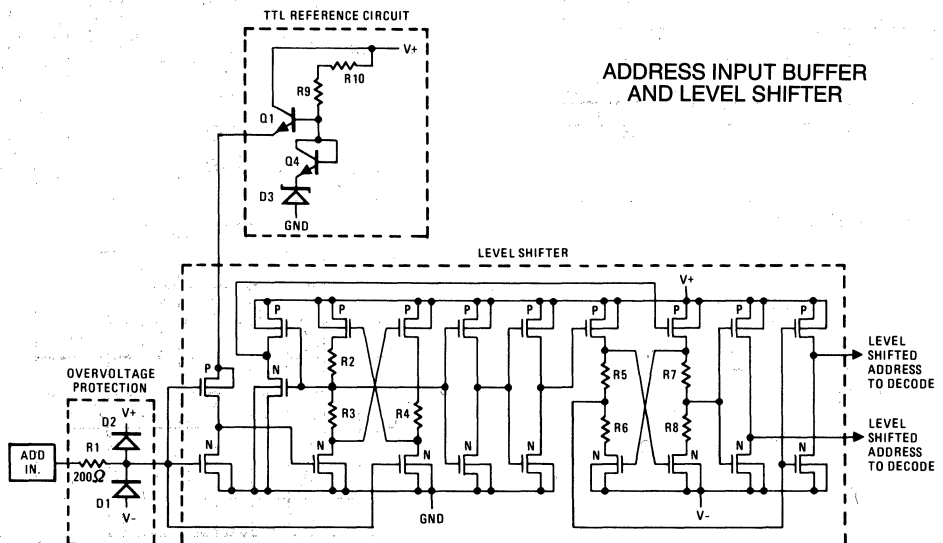 TTL REFERENCE CIRCUIT
V+
R10
R9
Q1
Q4
D3
GND
ADDRESS INPUT BUFFER
AND LEVEL SHIFTER
LEVEL SHIFTER
V+
P
P
P
P
P
P
P
P
P
R2
R3
R4
R5
R6
R7
R8
P
N
N
N
N
N
N
N
N
N
N
GND
V-
OVERVOLTAGE
PROTECTION
V+
D2
R1
200Ω
D1
V-
ADD
IN.
LEVEL
SHIFTED
ADDRESS
TO DECODE
LEVEL
SHIFTED
ADDRESS
TO DECODE